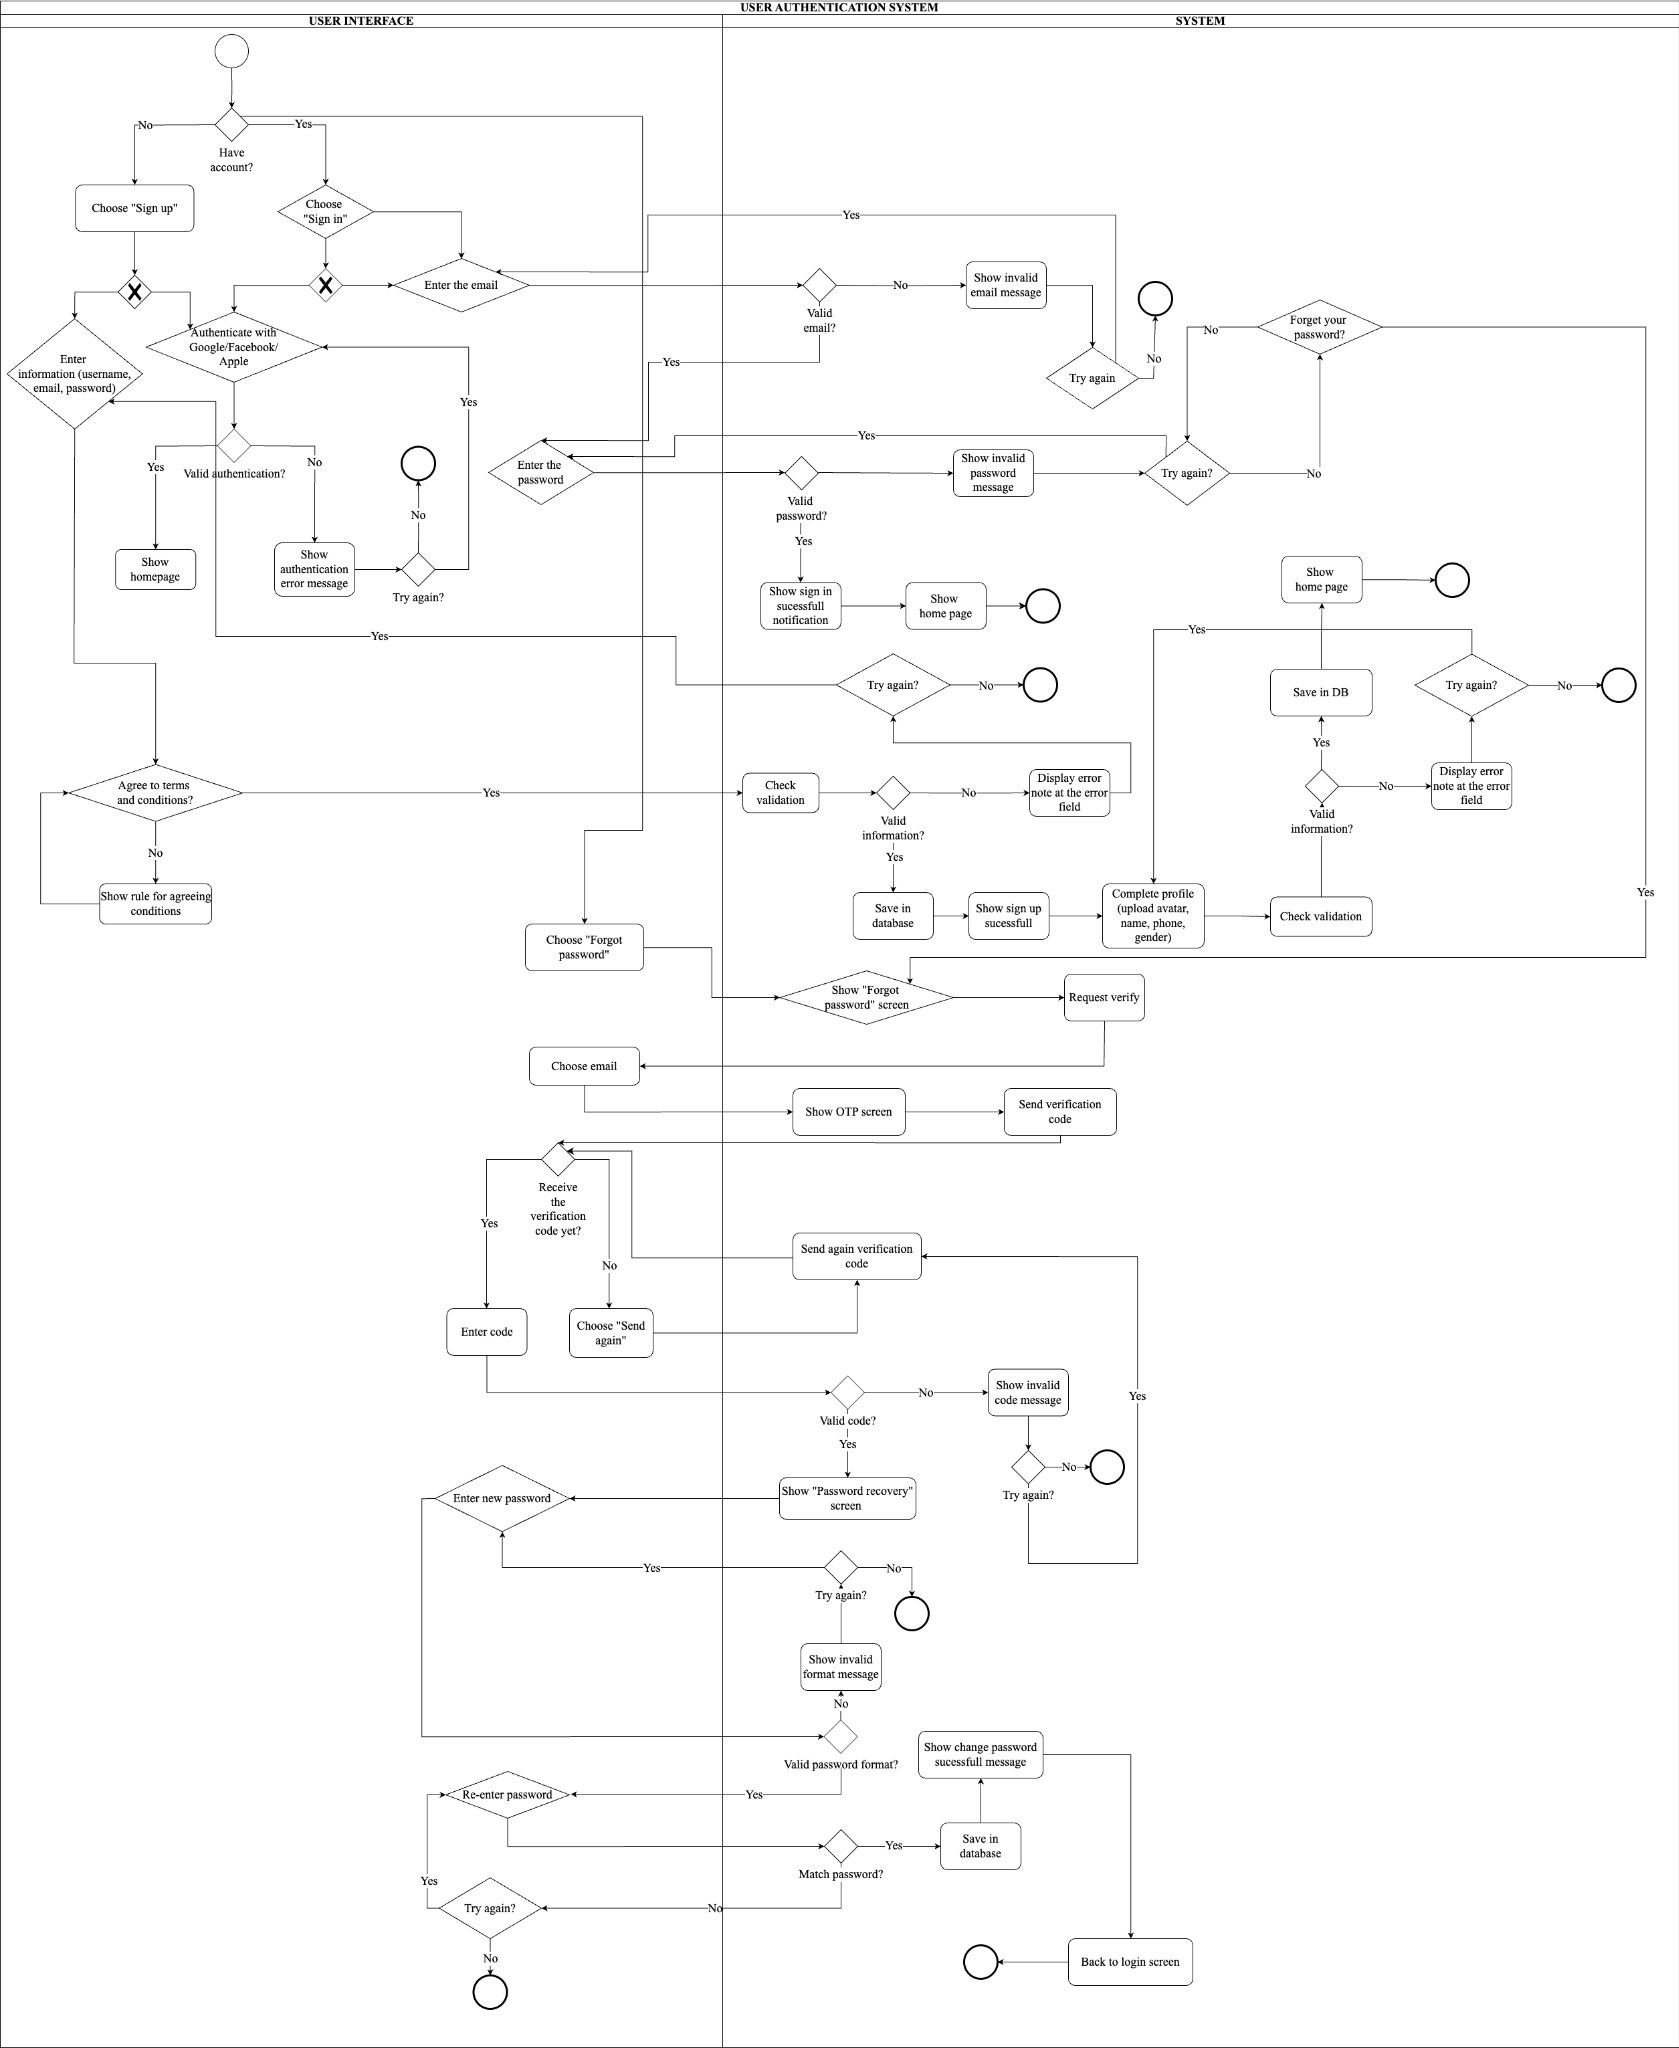 USER AUTHENTICATION SYSTEM
USER INTERFACE
SYSTEM
No
Yes
Have
account?
Choose "Sign up"
Choose
"Sign in"
Yes
Enter the email
No
Show invalid
email message
Valid
email?
Forget your
password?
No
Authenticate with
Google/Facebook/
Apple
Enter
information (username,
email, password)
Yes
No
Try again
Yes
Yes
Yes
No
Valid authentication?
Enter the
password
Show invalid
password
message
Try again?
No
Valid
password?
No
Yes
Show
homepage
Show
authentication
error message
Try again?
Show sign in
sucessfull
notification
Show
home page
Show
home page
Yes
Yes
Try again?
No
Save in DB
Try again?
No
Yes
Agree to terms
and conditions?
Yes
Check
validation
No
Display error
note at the error
field
No
Display error
note at the error
field
Valid
information?
Valid
information?
No
Yes
Show rule for agreeing
conditions
Save in
database
Show sign up
sucessfull
Complete profile
(upload avatar,
name, phone,
gender)
Check validation
Yes
Choose "Forgot
password"
Show "Forgot
password" screen
Request verify
Choose email
Show OTP screen
Send verification
code
Receive
the
verification
code yet?
Yes
No
Send again verification
code
Enter code
Choose "Send
again"
No
Show invalid
code message
Yes
Valid code?
Yes
No
Try again?
Enter new password
Show "Password recovery"
screen
Yes
No
Try again?
Show invalid
format message
No
Valid password format?
Show change password
sucessfull message
Re-enter password
Yes
Yes
Save in
database
Match password?
Yes
Try again?
No
No
Back to login screen